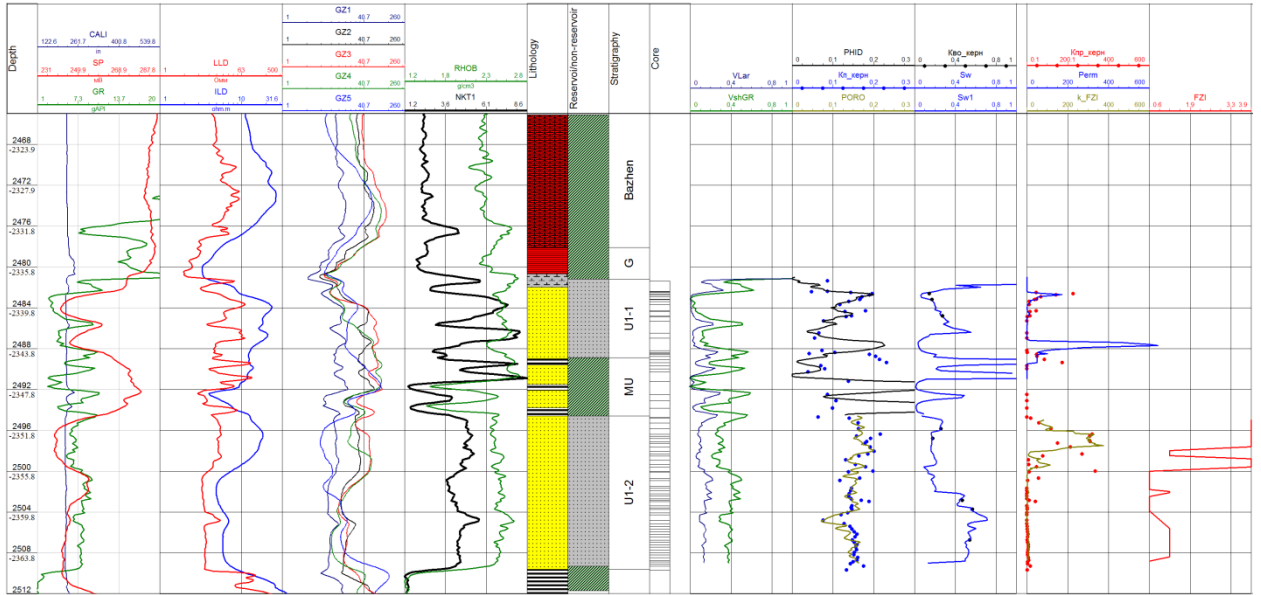 Depth
CALI
122.6 261.7 400.8 539.8
m
SP
231 249.9 268.9 287.8
MB
GR
1 7.3 13.7 20
gAPI
LLD
1 63 500
Омм
ILD
1 10 31.6
ohm.m
GZ1
1 40.7 260
GZ2
1 40.7 260
GZ3
1 40.7 260
GZ4
1 40.7 260
GZ5
1 40.7 260
RHOB
1.2 1.8 2.3 2.8
g/cm3
NKT1
1.2 3.6 6.1 8.6
Lithology
Reservoir/non-reservoir
Stratigraphy
Core
VLar
0 0,4 0,8 1
VshGR
0 0,4 0,8 1
PHID
0 0,1 0,2 0,3
Кп_керн
0 0,1 0,2 0,3
PORO
0 0,1 0,2 0,3
Кво_керн
0 0,4 0,8 1
Sw
0 0,4 0,8 1
Sw1
0 0,4 0,8 1
Кпр_керн
0.1 0.1 0.1
Perm
0 200 400 600
k_FZI
0 200 400 600
FZI
0.6 1.9 3.3 3.9
2468
-2323.9
2472
-2327.9
2476
-2331.8
2480
-2335.8
2484
-2339.8
2488
-2343.8
2492
-2347.8
2496
-2351.8
2500
-2355.8
2504
-2359.8
2508
-2363.8
2512
Bazhen
G
U1-1
MU
U1-2